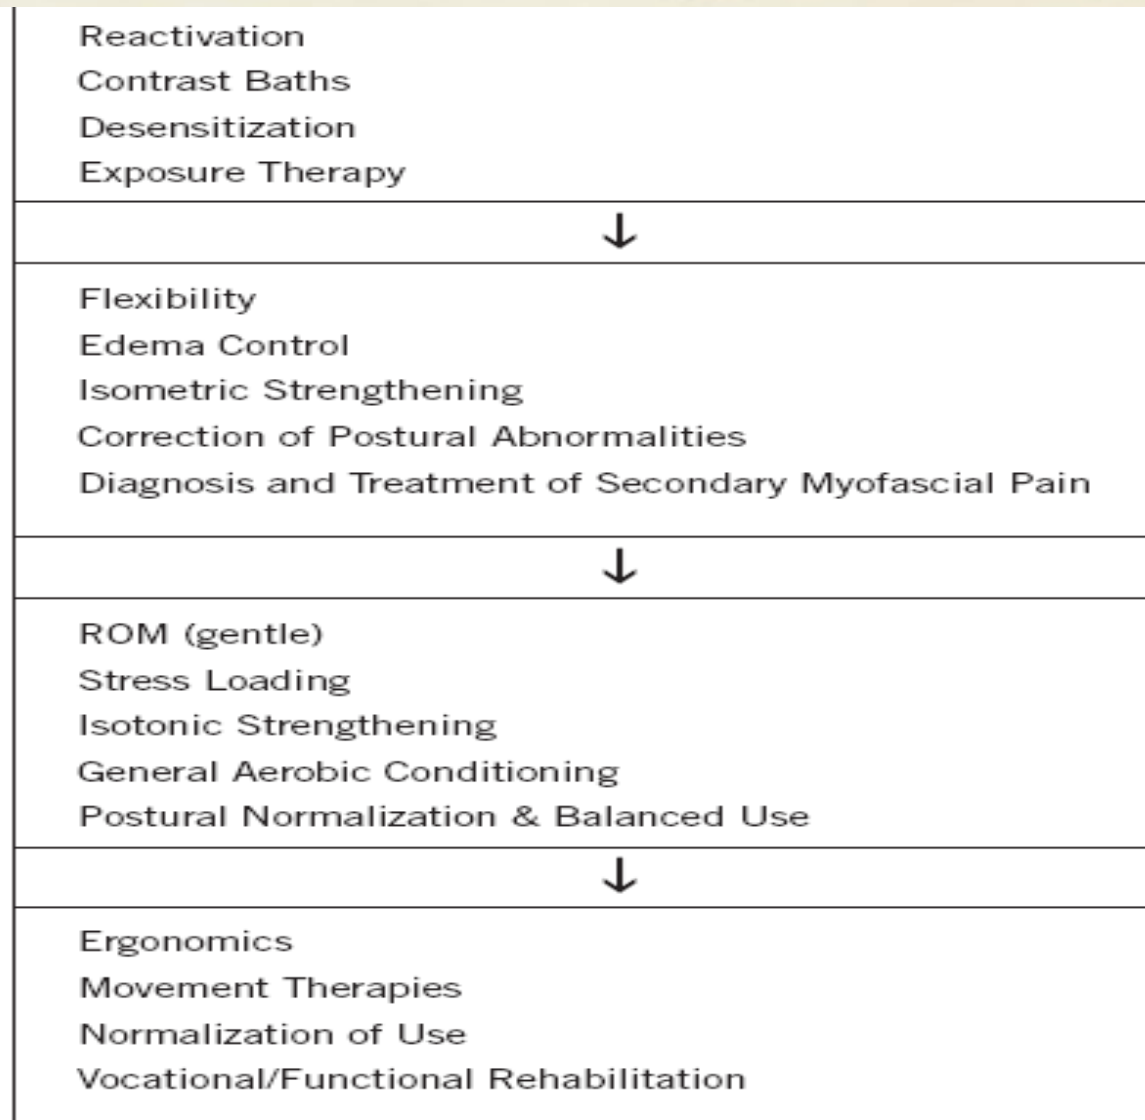 Reactivation
Contrast Baths
Desensitization
Exposure Therapy
↓
Flexibility
Edema Control
Isometric Strengthening
Correction of Postural Abnormalities
Diagnosis and Treatment of Secondary Myofascial Pain
↓
ROM (gentle)
Stress Loading
Isotonic Strengthening
General Aerobic Conditioning
Postural Normalization & Balanced Use
↓
Ergonomics
Movement Therapies
Normalization of Use
Vocational/Functional Rehabilitation